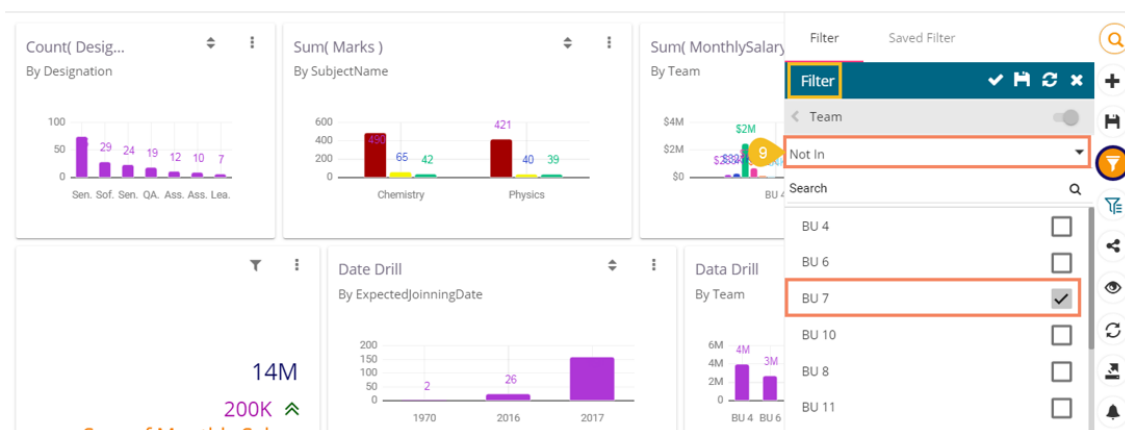 Count( Desig...
By Designation
100
50
0
29
24
19
12
10
7
Sen. Sof. Sen. QA. Ass. Ass. Lea.
Sum( Marks )
By SubjectName
600
400
200
0
490
65
42
421
40
39
Chemistry
Physics
Sum( MonthlySalary
By Team
$4M
$2M
$0
$2M
BU 4
Filter
Saved Filter
Filter
Team
9
Not In
Search
BU 4
BU 6
BU 7
BU 10
BU 8
BU 11
14M
200K
Date Drill
By ExpectedJoinningDate
200
150
100
50
0
2
26
1970
2016
2017
Data Drill
By Team
6M
4M
2M
0
4M
3M
BU 4 BU 6